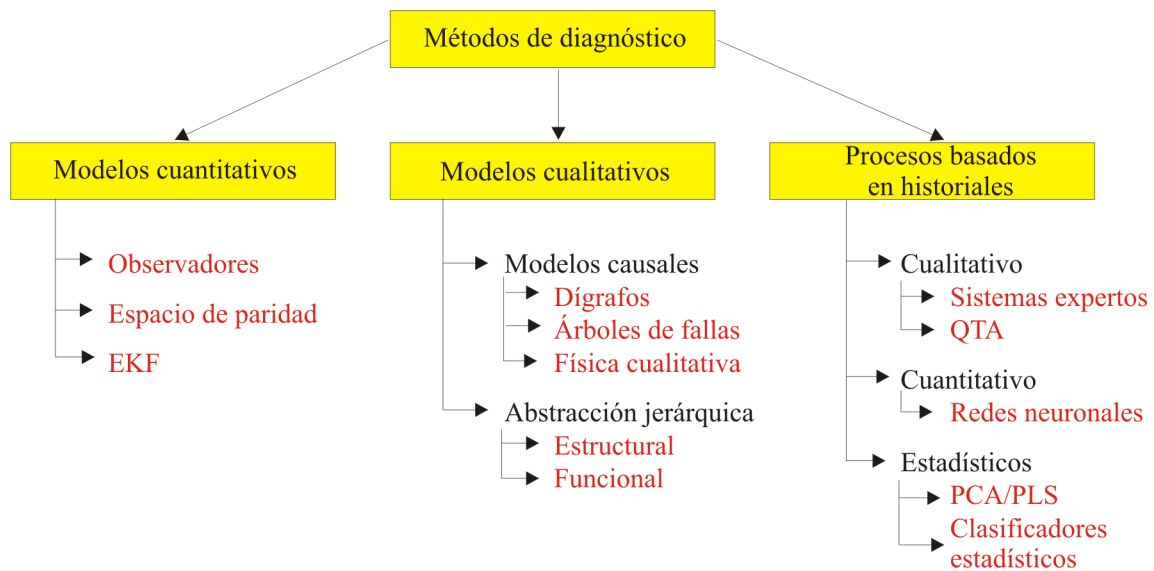 Métodos de diagnóstico
Modelos cuantitativos
Observadores
Espacio de paridad
EKF
Modelos cualitativos
Modelos causales
Dígrafos
Árboles de fallas
Física cualitativa
Abstracción jerárquica
Estructural
Funcional
Procesos basados
en historiales
Cualitativo
Sistemas expertos
QTA
Cuantitativo
Redes neuronales
Estadísticos
PCA/PLS
Clasificadores
estadísticos